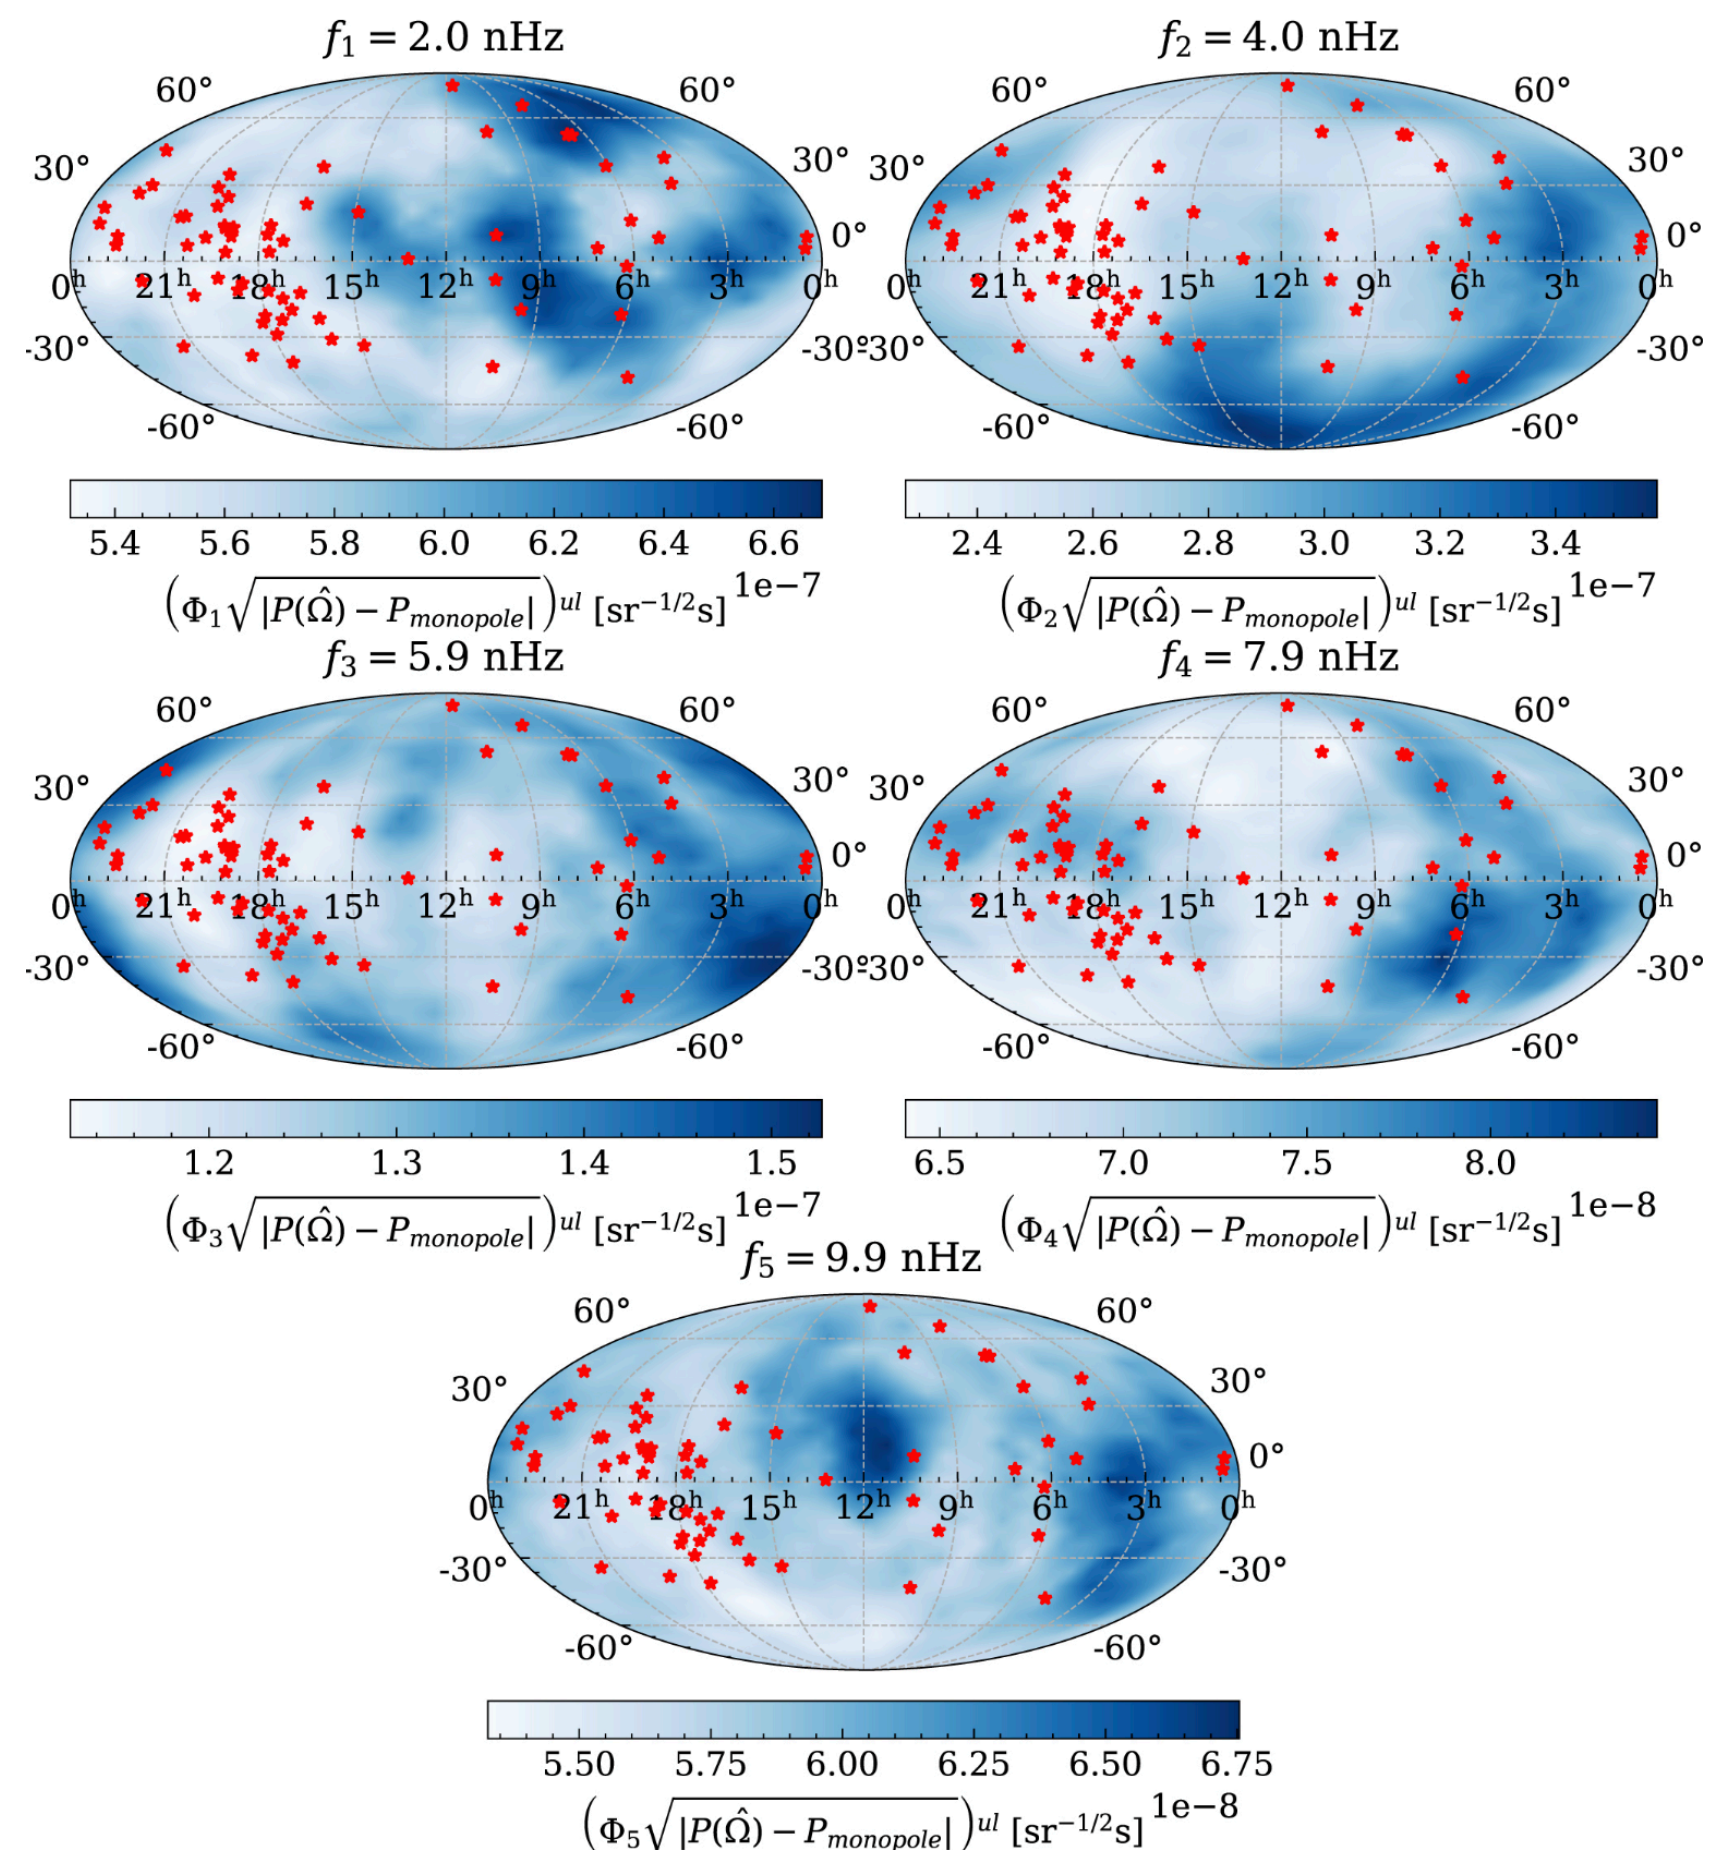 f₁ = 2.0 nHz
f₂ = 4.0 nHz
60° 60° 60° 60°
30° 30° 30° 30°
0° 0°
0ʰ 21ʰ 18ʰ 15ʰ 12ʰ 9ʰ 6ʰ 3ʰ 0ʰ 0ʰ 21ʰ 18ʰ 15ʰ 12ʰ 9ʰ 6ʰ 3ʰ 0ʰ
-30° -30° -30° -30°
-60° -60° -60° -60°
5.4 5.6 5.8 6.0 6.2 6.4 6.6 2.4 2.6 2.8 3.0 3.2 3.4
1e−7 1e−7
(Φ₁√|P(Ω̂) − Pₘₒₙₒₚₒₗₑ|)ᵘˡ [sr⁻¹/²s] (Φ₂√|P(Ω̂) − Pₘₒₙₒₚₒₗₑ|)ᵘˡ [sr⁻¹/²s]
f₃ = 5.9 nHz
f₄ = 7.9 nHz
60° 60° 60° 60°
30° 30° 30° 30°
0° 0°
0ʰ 21ʰ 18ʰ 15ʰ 12ʰ 9ʰ 6ʰ 3ʰ 0ʰ 0ʰ 21ʰ 18ʰ 15ʰ 12ʰ 9ʰ 6ʰ 3ʰ 0ʰ
-30° -30° -30° -30°
-60° -60° -60° -60°
1.2 1.3 1.4 1.5 6.5 7.0 7.5 8.0
1e−7 1e−8
(Φ₃√|P(Ω̂) − Pₘₒₙₒₚₒₗₑ|)ᵘˡ [sr⁻¹/²s] (Φ₄√|P(Ω̂) − Pₘₒₙₒₚₒₗₑ|)ᵘˡ [sr⁻¹/²s]
f₅ = 9.9 nHz
60° 60°
30° 30°
0°
0ʰ 21ʰ 18ʰ 15ʰ 12ʰ 9ʰ 6ʰ 3ʰ 0ʰ
-30° -30°
-60° -60°
5.50 5.75 6.00 6.25 6.50 6.75
1e−8
(Φ₅√|P(Ω̂) − Pₘₒₙₒₚₒₗₑ|)ᵘˡ [sr⁻¹/²s]